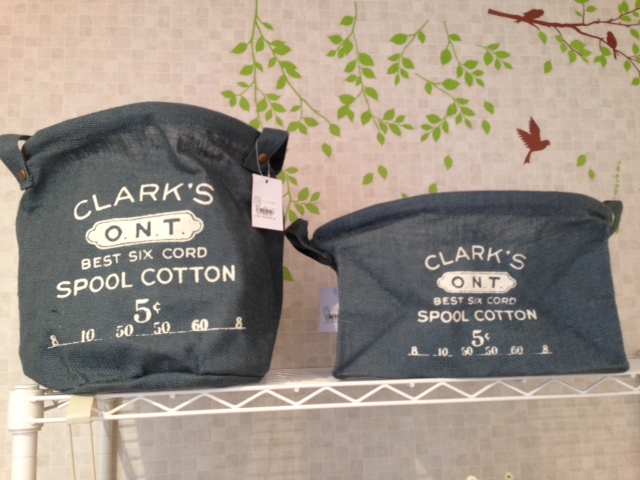 CLARK'S
O.N.T.
BEST SIX CORD
SPOOL COTTON
5¢
8 10 50 50 60 8
CLARK'S
O.N.T.
BEST SIX CORD
SPOOL COTTON
5¢
8 10 50 50 60 8